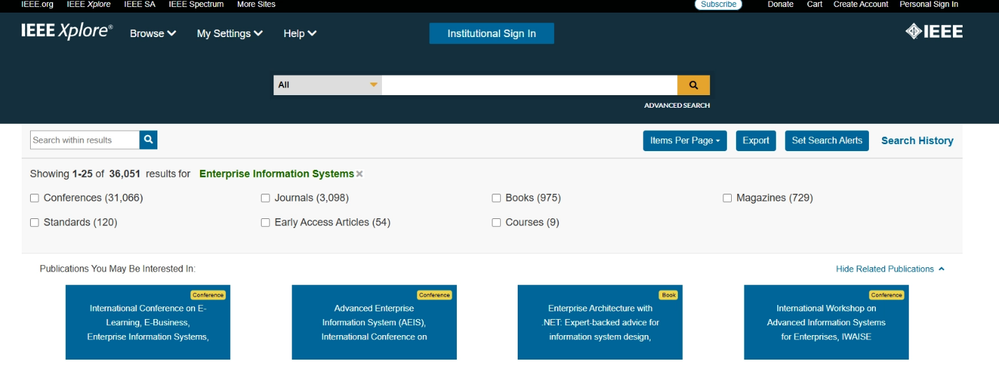 IEEE.org IEEE Xplore IEEE SA IEEE Spectrum More Sites Subscribe Donate Cart Create Account Personal Sign In
IEEE Xplore® Browse My Settings Help Institutional Sign In IEEE
All
ADVANCED SEARCH
Search within results Items Per Page Export Set Search Alerts Search History
Showing 1-25 of 36,051 results for Enterprise Information Systems ×
Conferences (31,066) Journals (3,098) Books (975) Magazines (729)
Standards (120) Early Access Articles (54) Courses (9)
Publications You May Be Interested In: Hide Related Publications
Conference
International Conference on E-
Learning, E-Business,
Enterprise Information Systems,
Conference
Advanced Enterprise
Information System (AEIS),
International Conference on
Book
Enterprise Architecture with
.NET: Expert-backed advice for
information system design,
Conference
International Workshop on
Advanced Information Systems
for Enterprises, IWAISE